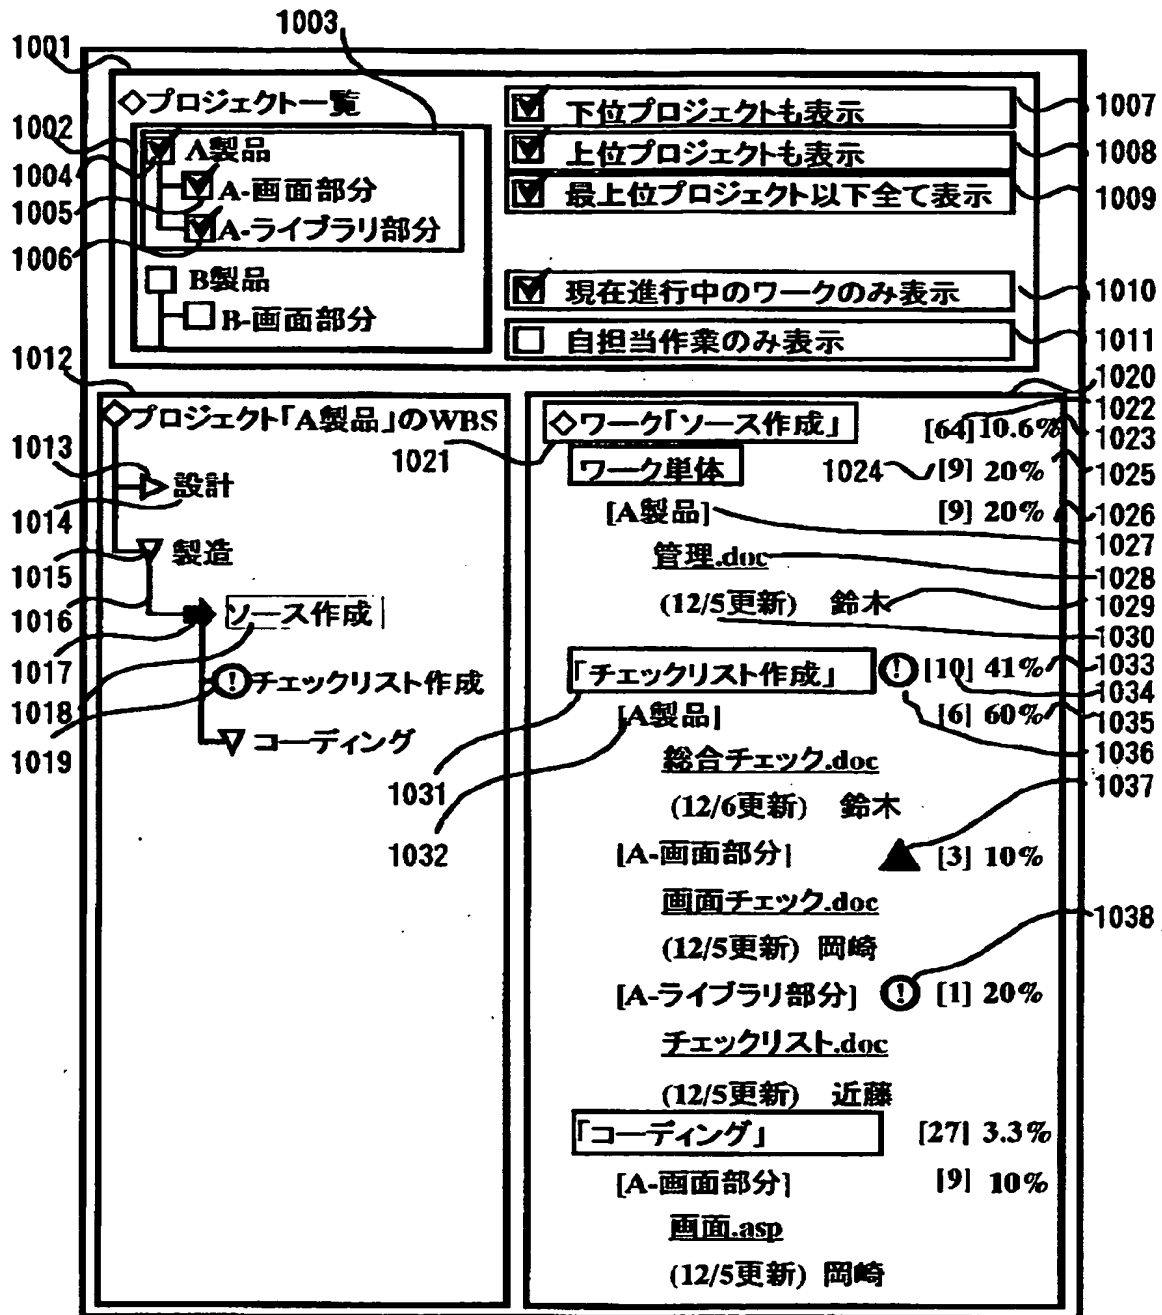 1003
1001
◇プロジェクト一覧
下位プロジェクトも表示
1007
1002
A製品
上位プロジェクトも表示
1008
1004
A-画面部分
最上位プロジェクト以下全て表示
1009
1005
A-ライブラリ部分
1006
B製品
現在進行中のワークのみ表示
1010
B-画面部分
自担当作業のみ表示
1011
1012
1020
◇プロジェクト「A製品」のWBS
1013
設計
1014
製造
1015
1016
ソース作成
1017
チェックリスト作成
1018
コーディング
1019
◇ワーク「ソース作成」 [64] 10.6%
1022
1023
1021
ワーク単体 1024 [9] 20%
1025
[A製品] [9] 20%
1026
1027
管理.doc
1028
(12/5更新) 鈴木
1029
1030
「チェックリスト作成」 ! [10] 41%
1033
1034
[A製品] [6] 60%
1035
1036
総合チェック.doc
1031
(12/6更新) 鈴木
1037
1032
[A-画面部分] ▲ [3] 10%
画面チェック.doc
1038
(12/5更新) 岡崎
[A-ライブラリ部分] ! [1] 20%
チェックリスト.doc
(12/5更新) 近藤
「コーディング」 [27] 3.3%
[A-画面部分] [9] 10%
画面.asp
(12/5更新) 岡崎